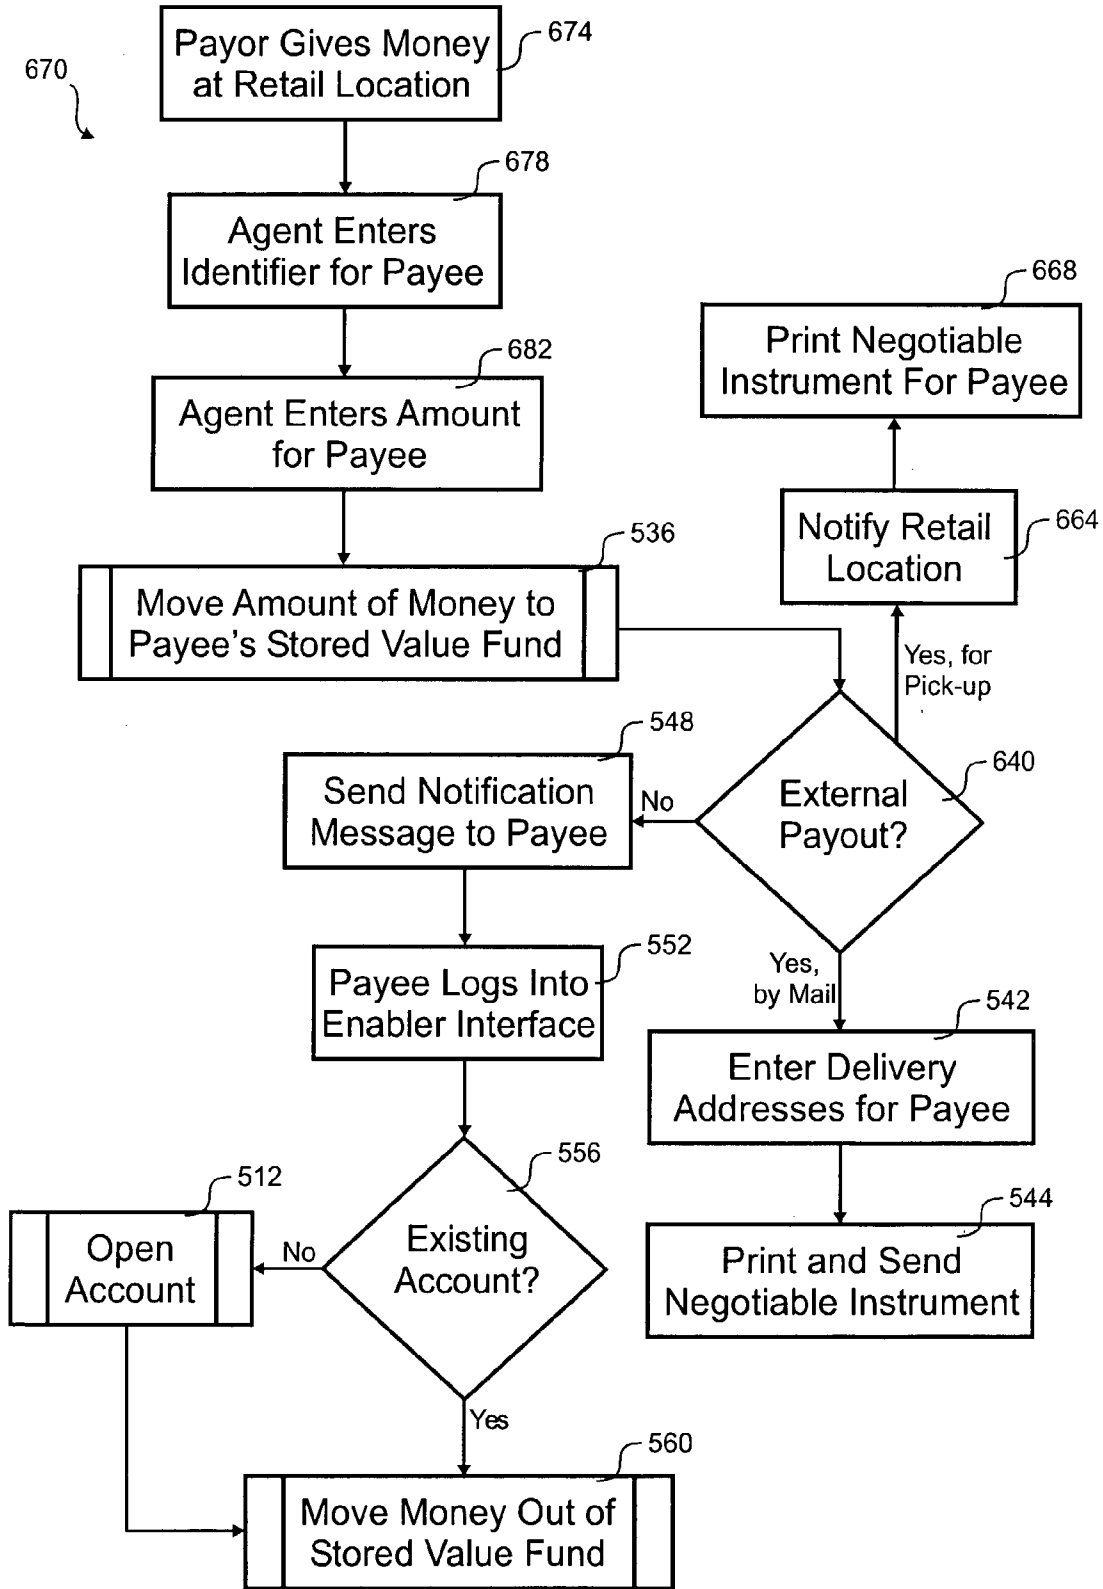 670
Payor Gives Money
at Retail Location
674
678
Agent Enters
Identifier for Payee
682
Agent Enters Amount
for Payee
536
Move Amount of Money to
Payee's Stored Value Fund
668
Print Negotiable
Instrument For Payee
664
Notify Retail
Location
Yes, for
Pick-up
640
External
Payout?
No
548
Send Notification
Message to Payee
552
Payee Logs Into
Enabler Interface
Yes,
by Mail
542
Enter Delivery
Addresses for Payee
544
Print and Send
Negotiable Instrument
556
Existing
Account?
No
512
Open
Account
Yes
560
Move Money Out of
Stored Value Fund